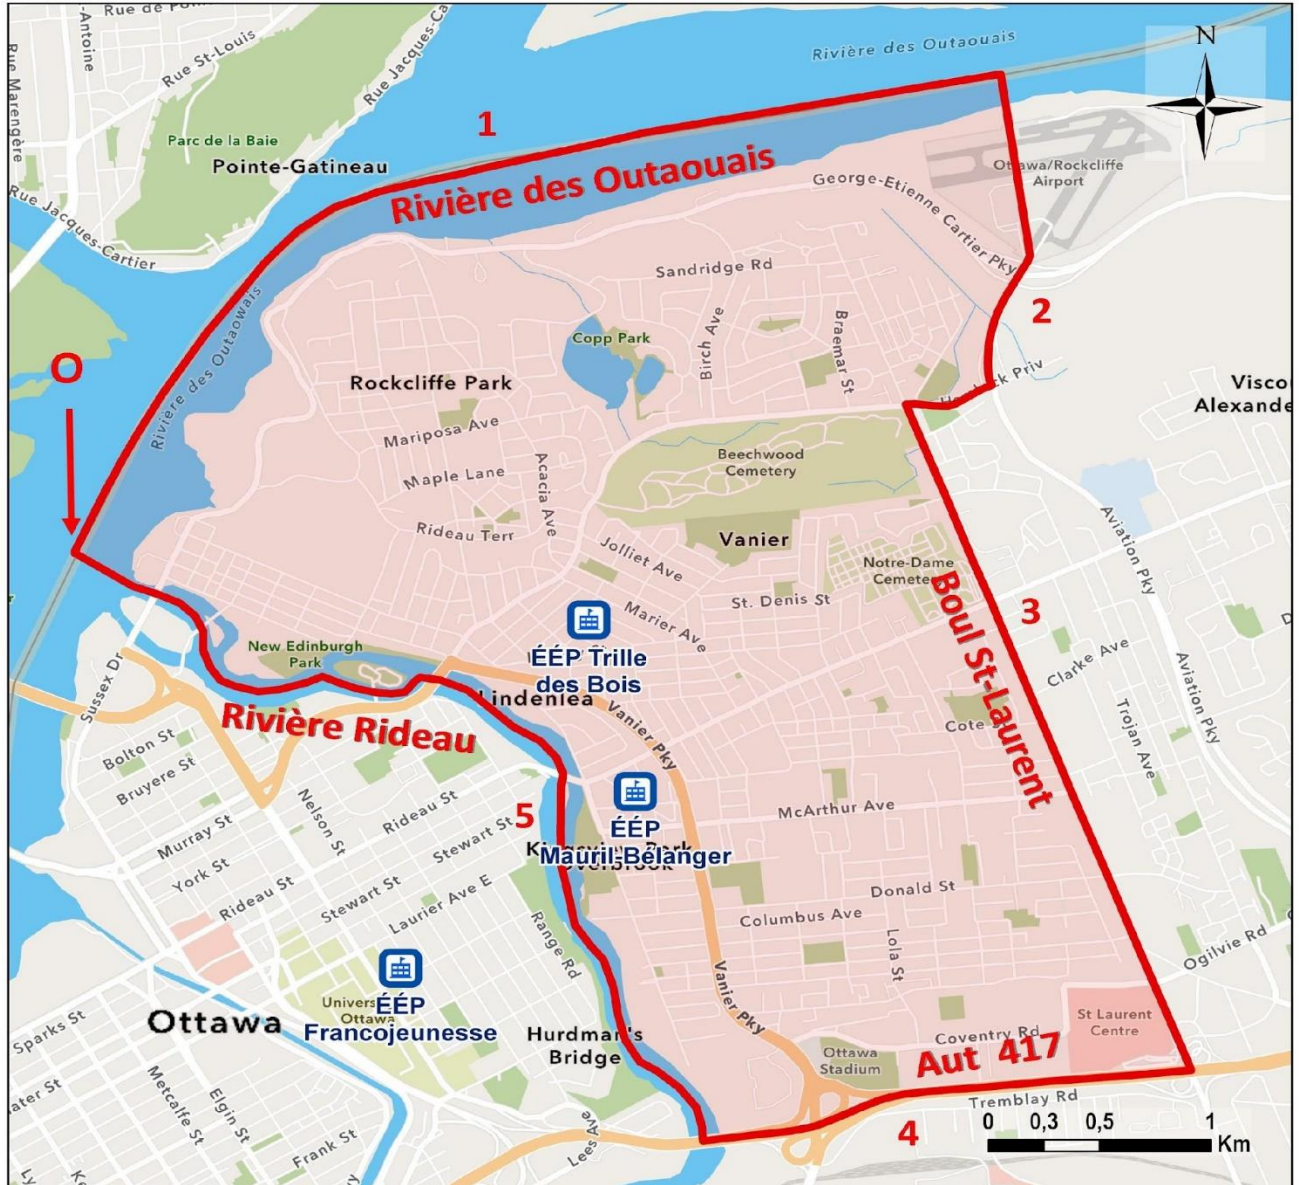 Rue St-Louis
Rue Jacques-Ca
Antoine
Rue Marengère
Rivière des Outaouais
N
Parc de la Baie
Pointe-Gatineau
1
Rivière des Outaouais
George-Etienne Cartier Pky
Airport
Rue Jacques-Cartier
Sandridge Rd
2
Rivière des Outaouais
Copp Park
Birch Ave
Braemar St
O
Rockcliffe Park
Priv
Visco
Alexande
Mariposa Ave
Maple Lane
Acacia Ave
Beechwood
Cemetery
Rideau Terr
Vanier
Aviation Pky
Jolliet Ave
Notre-Dame
Cemete
Boul St-Laurent
3
St. Denis St
Marier Ave
New Edinburgh
Park
ÉÉP Trille
des Bois
Clarke Ave
Aviation Pky
Sussex Dr
Lindenlea
Rivière Rideau
Vanier Pky
Cote
Trojan Ave
Bolton St
Bruyere St
Nelson St
Rideau St
5
McArthur Ave
Murray St
Stewart St
ÉÉP
Mauril-Bélanger
York St
Rideau St
Stewart St
Laurier Ave E
Donald St
Columbus Ave
Range Rd
Lola St
Ogilvie Rd
Vanier Pky
ÉÉP
Francojeunesse
Ottawa
Sparks St
Hurdman's
Bridge
St Laurent
Centre
Coventry Rd
Aut 417
Ottawa
Stadium
Tremblay Rd
ater St
Metcalfe St
Elgin St
Frank St
Lees Ave
4
0 0,3 0,5 1
Km